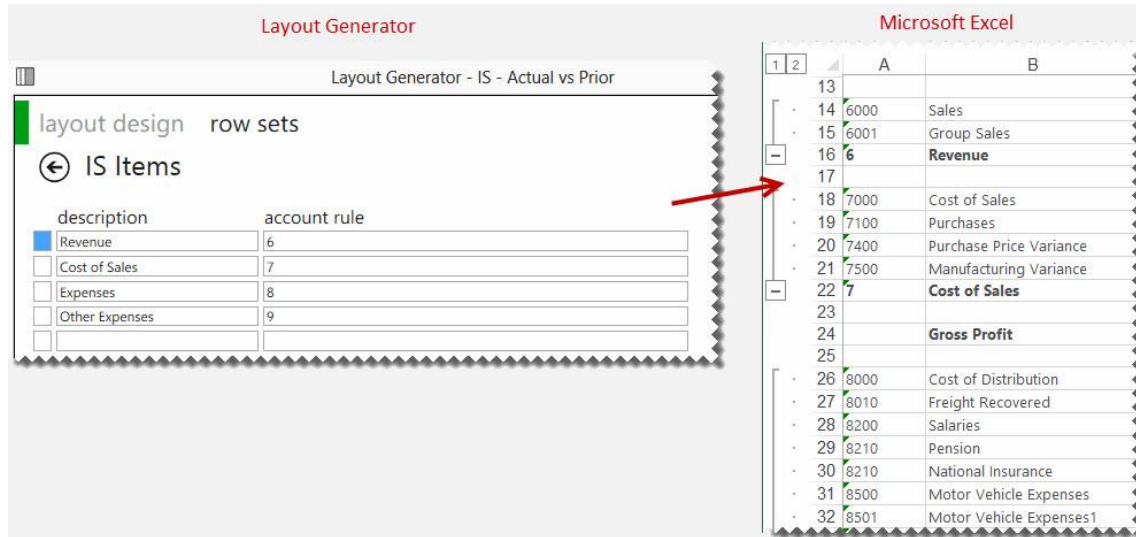 Layout Generator
Layout Generator - IS - Actual vs Prior
layout design row sets
IS Items
description account rule
Revenue 6
Cost of Sales 7
Expenses 8
Other Expenses 9
Microsoft Excel
1 2 A B
13
14 6000 Sales
15 6001 Group Sales
16 6 Revenue
17
18 7000 Cost of Sales
19 7100 Purchases
20 7400 Purchase Price Variance
21 7500 Manufacturing Variance
22 7 Cost of Sales
23
24 Gross Profit
25
26 8000 Cost of Distribution
27 8010 Freight Recovered
28 8200 Salaries
29 8210 Pension
30 8210 National Insurance
31 8500 Motor Vehicle Expenses
32 8501 Motor Vehicle Expenses1